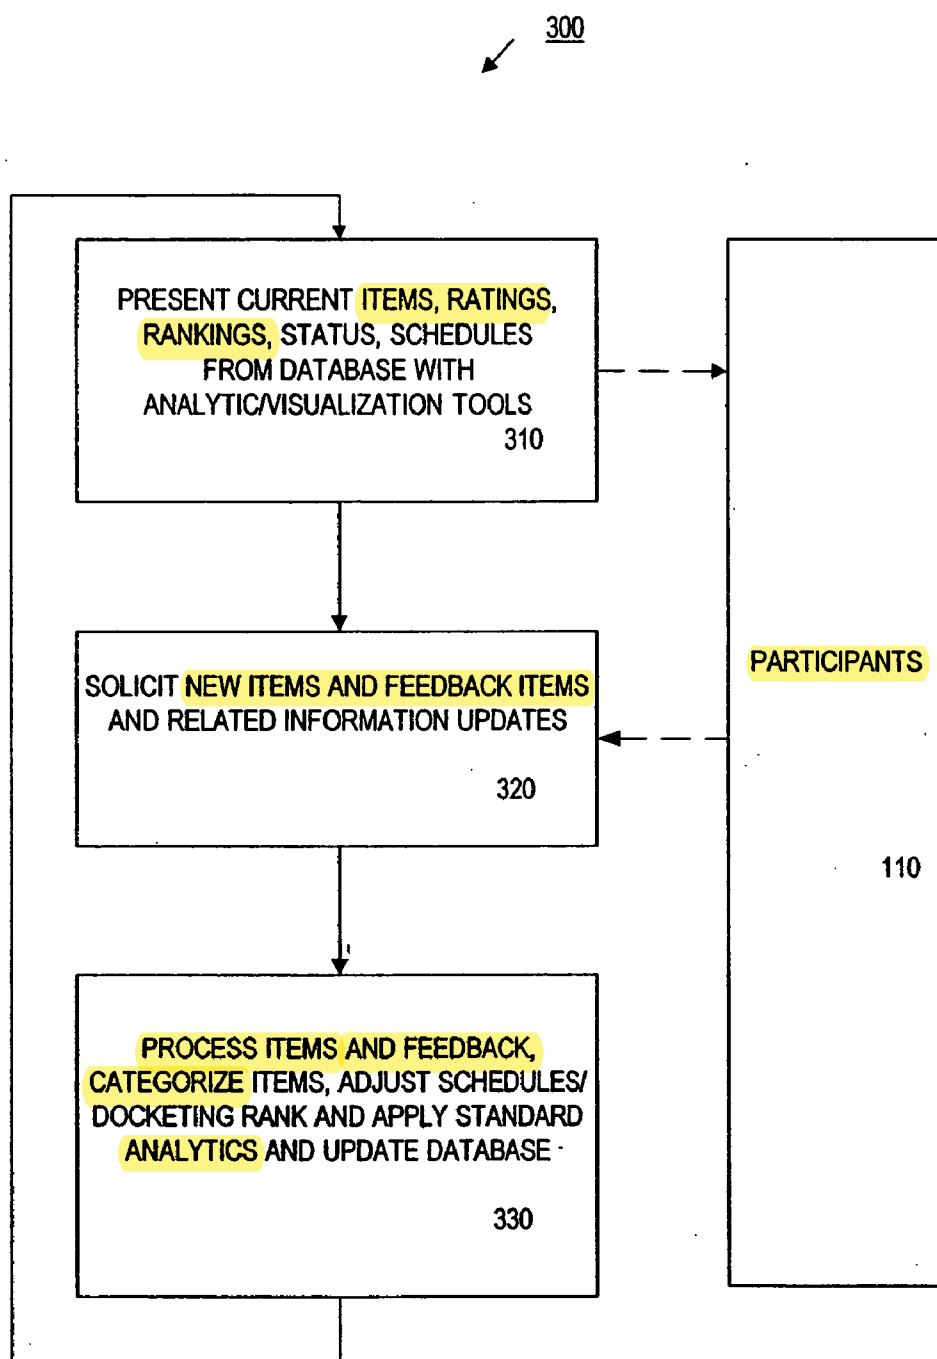 300
PRESENT CURRENT ITEMS, RATINGS,
RANKINGS, STATUS, SCHEDULES
FROM DATABASE WITH
ANALYTIC/VISUALIZATION TOOLS
310
SOLICIT NEW ITEMS AND FEEDBACK ITEMS
AND RELATED INFORMATION UPDATES
320
PROCESS ITEMS AND FEEDBACK,
CATEGORIZE ITEMS, ADJUST SCHEDULES/
DOCKETING RANK AND APPLY STANDARD
ANALYTICS AND UPDATE DATABASE
330
PARTICIPANTS
110